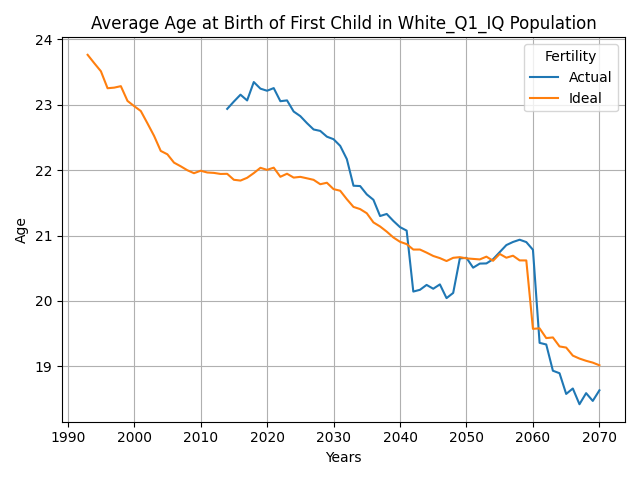 Average Age at Birth of First Child in White_Q1_IQ Population
Fertility
Actual
Ideal
Age
24
23
22
21
20
19
1990 2000 2010 2020 2030 2040 2050 2060 2070
Years